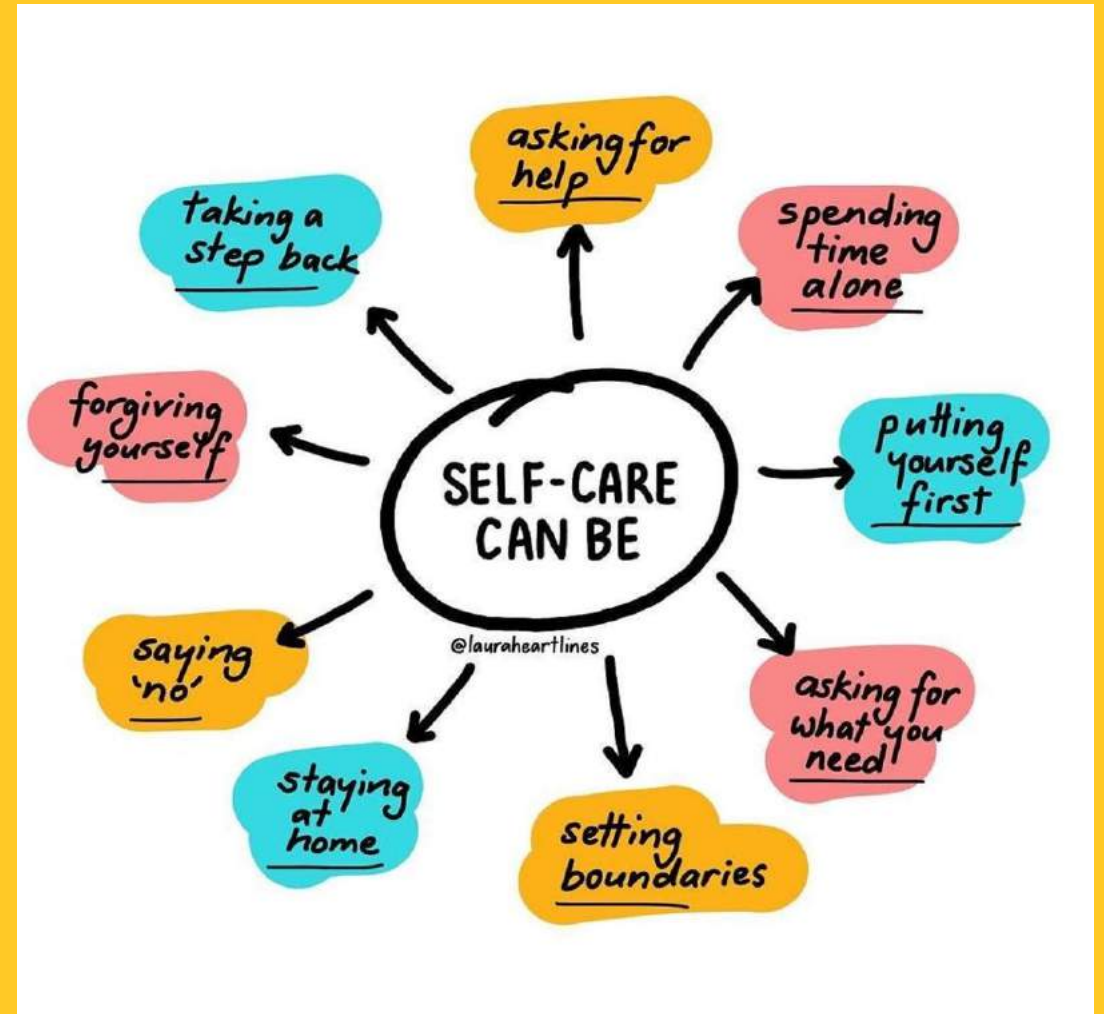 asking for
help
spending
time
alone
putting
yourself
first
asking for
what you
need
setting
boundaries
staying
at
home
saying
'no'
forgiving
yourself
taking a
step back
SELF-CARE
CAN BE
@lauraheartlines